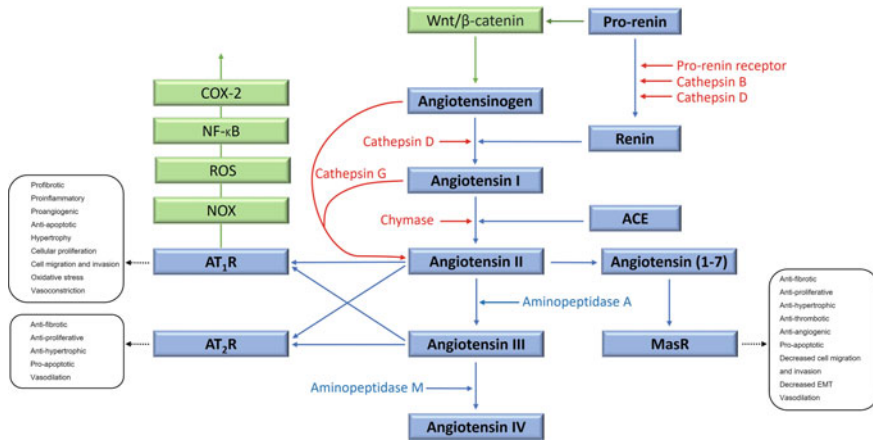 Wnt/β-catenin
Pro-renin
Pro-renin receptor
Cathepsin B
Cathepsin D
COX-2
Angiotensinogen
NF-κB
Cathepsin D
Renin
ROS
Cathepsin G
Angiotensin I
NOX
Chymase
ACE
Profibrotic
Proinflammatory
Proangiogenic
Anti-apoptotic
Hypertrophy
Cellular proliferation
Cell migration and invasion
Oxidative stress
Vasoconstriction
AT₁R
Angiotensin II
Angiotensin (1-7)
Aminopeptidase A
Anti-fibrotic
Anti-proliferative
Anti-hypertrophic
Pro-apoptotic
Vasodilation
AT₂R
Angiotensin III
MasR
Anti-fibrotic
Anti-proliferative
Anti-hypertrophic
Anti-thrombotic
Anti-angiogenic
Pro-apoptotic
Decreased cell migration
and invasion
Decreased EMT
Vasodilation
Aminopeptidase M
Angiotensin IV